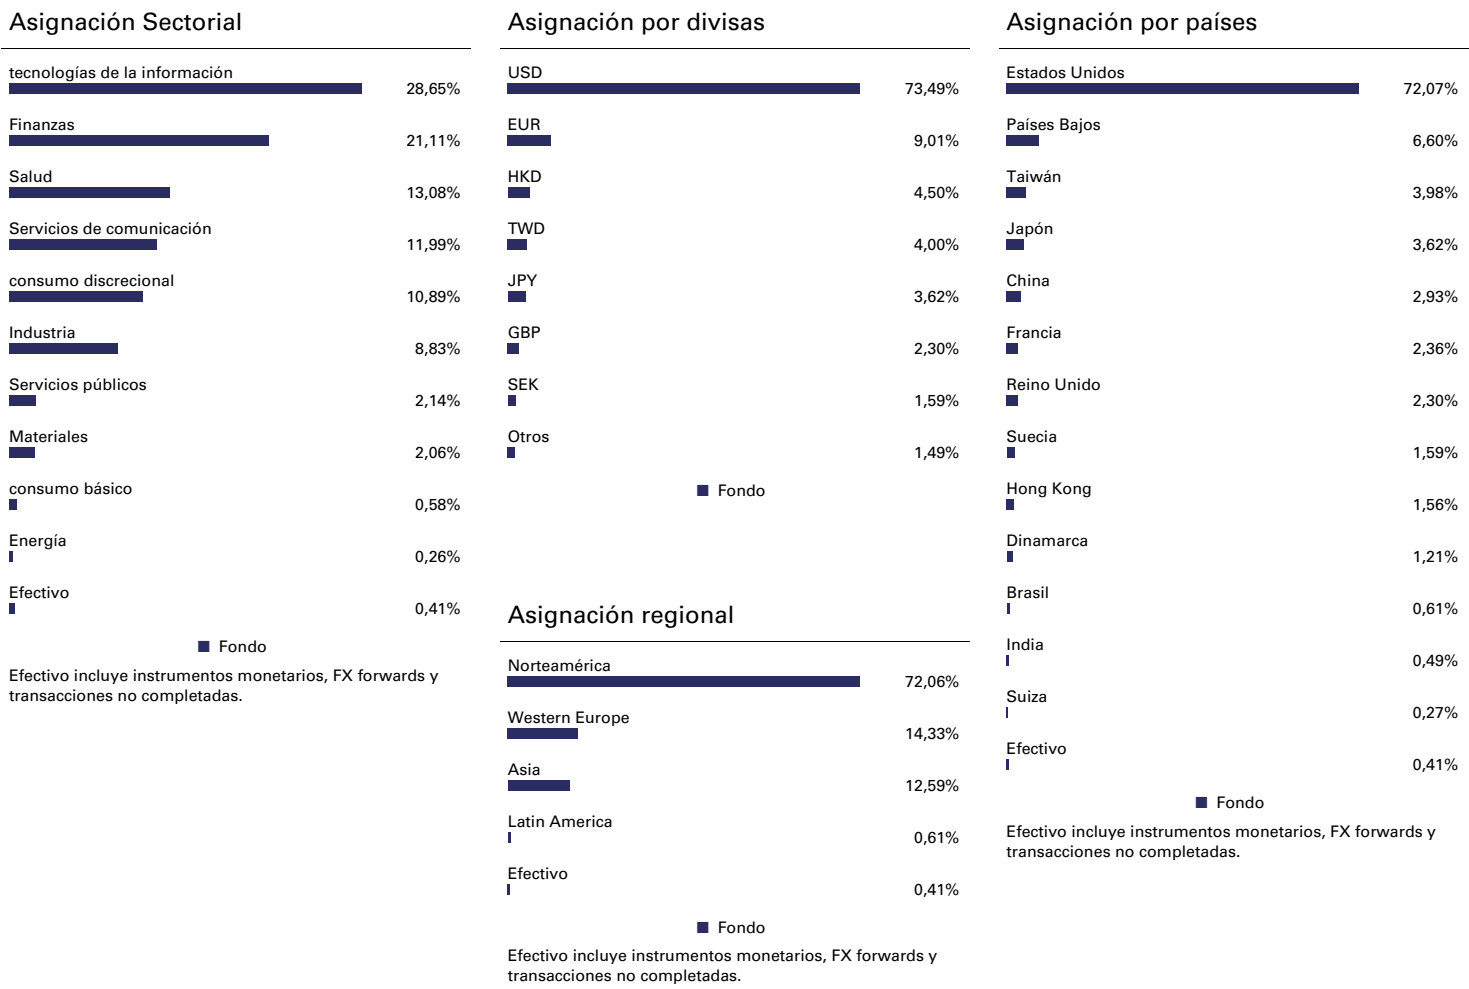 Asignación Sectorial
tecnologías de la información
28,65%
Finanzas
21,11%
Salud
13,08%
Servicios de comunicación
11,99%
consumo discrecional
10,89%
Industria
8,83%
Servicios públicos
2,14%
Materiales
2,06%
consumo básico
0,58%
Energía
0,26%
Efectivo
0,41%
Fondo
Efectivo incluye instrumentos monetarios, FX forwards y
transacciones no completadas.
Asignación por divisas
USD
73,49%
EUR
9,01%
HKD
4,50%
TWD
4,00%
JPY
3,62%
GBP
2,30%
SEK
1,59%
Otros
1,49%
Fondo
Asignación regional
Norteamérica
72,06%
Western Europe
14,33%
Asia
12,59%
Latin America
0,61%
Efectivo
0,41%
Fondo
Efectivo incluye instrumentos monetarios, FX forwards y
transacciones no completadas.
Asignación por países
Estados Unidos
72,07%
Países Bajos
6,60%
Taiwán
3,98%
Japón
3,62%
China
2,93%
Francia
2,36%
Reino Unido
2,30%
Suecia
1,59%
Hong Kong
1,56%
Dinamarca
1,21%
Brasil
0,61%
India
0,49%
Suiza
0,27%
Efectivo
0,41%
Fondo
Efectivo incluye instrumentos monetarios, FX forwards y
transacciones no completadas.